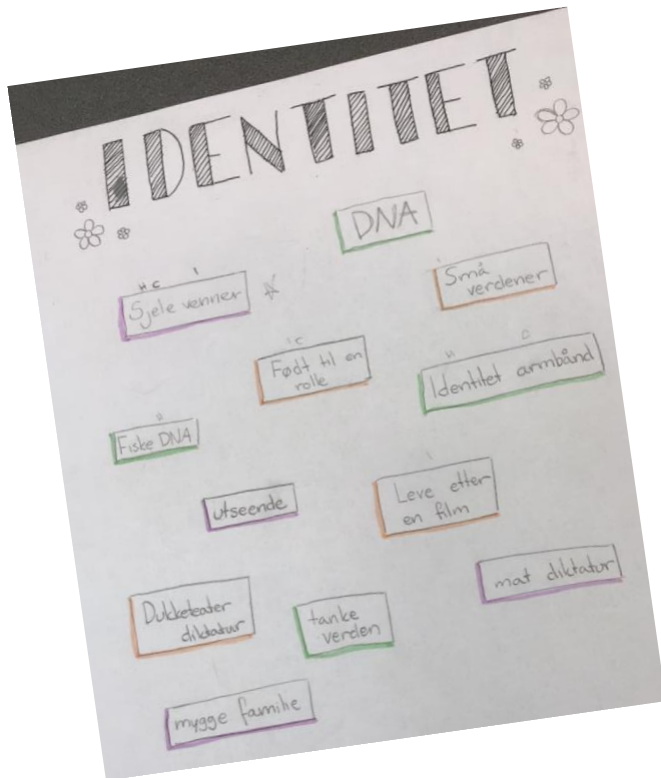 IDENTITET
DNA
Sjele venner
Små
verdener
Født til en
rolle
Identitet armbånd
Fiske DNA
utseende
Leve etter
en film
mat diktatur
Dukketeater
diktatur
tanke
verden
mygge familie